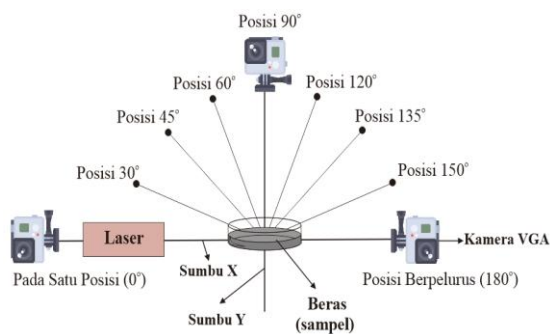 Posisi 90°
Posisi 60°
Posisi 120°
Posisi 45°
Posisi 135°
Posisi 30°
Posisi 150°
Laser
Kamera VGA
Pada Satu Posisi (0°)
Sumbu X
Posisi Berpelurus (180°)
Beras
(sampel)
Sumbu Y